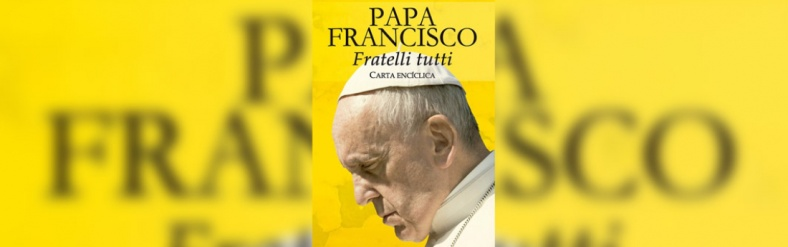 PAPA
FRANCISCO
Fratelli tutti
CARTA ENCÍCLICA